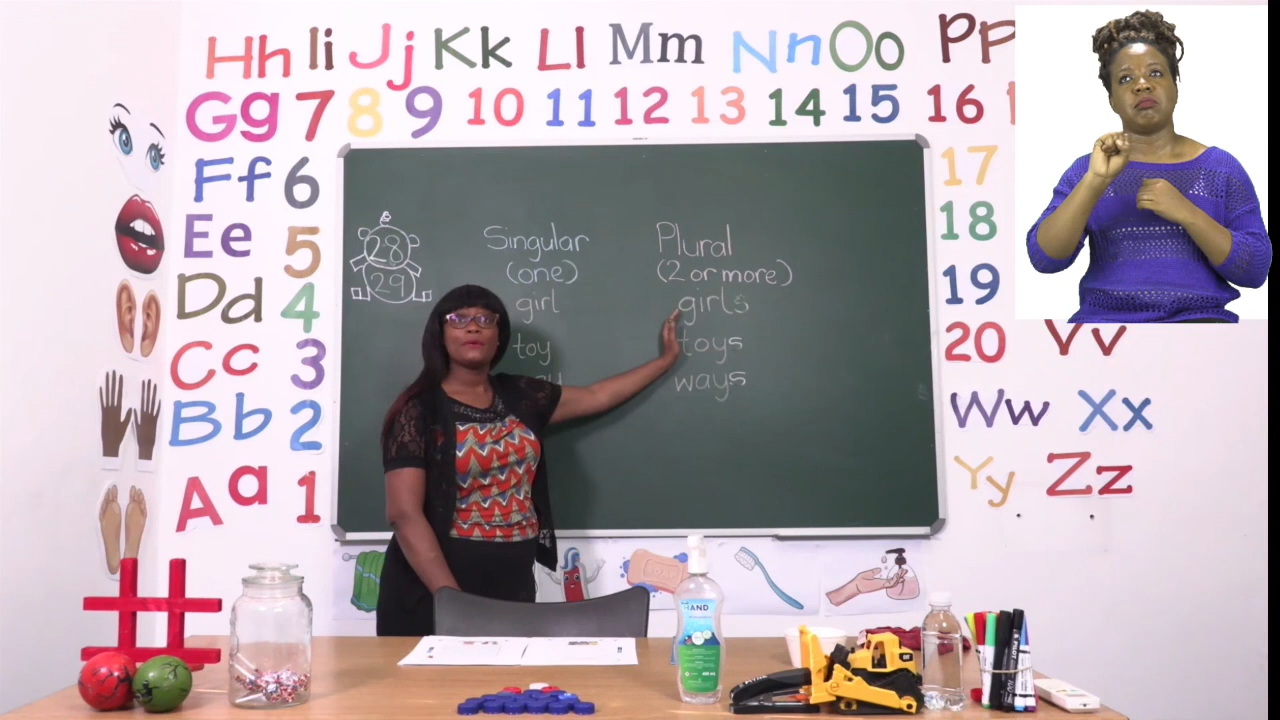 Hh Ii Jj Kk Ll Mm Nn Oo Pp
Gg 7 8 9 10 11 12 13 14 15 16
Ff 6
Ee 5
Dd 4
Cc 3
Bb 2
Aa 1
17
18
19
20 Vv
Ww Xx
Yy Zz
28
29
Singular Plural
(one) (2 or more)
girl girls
toy toys
ways
HAND
CAT
PILOT